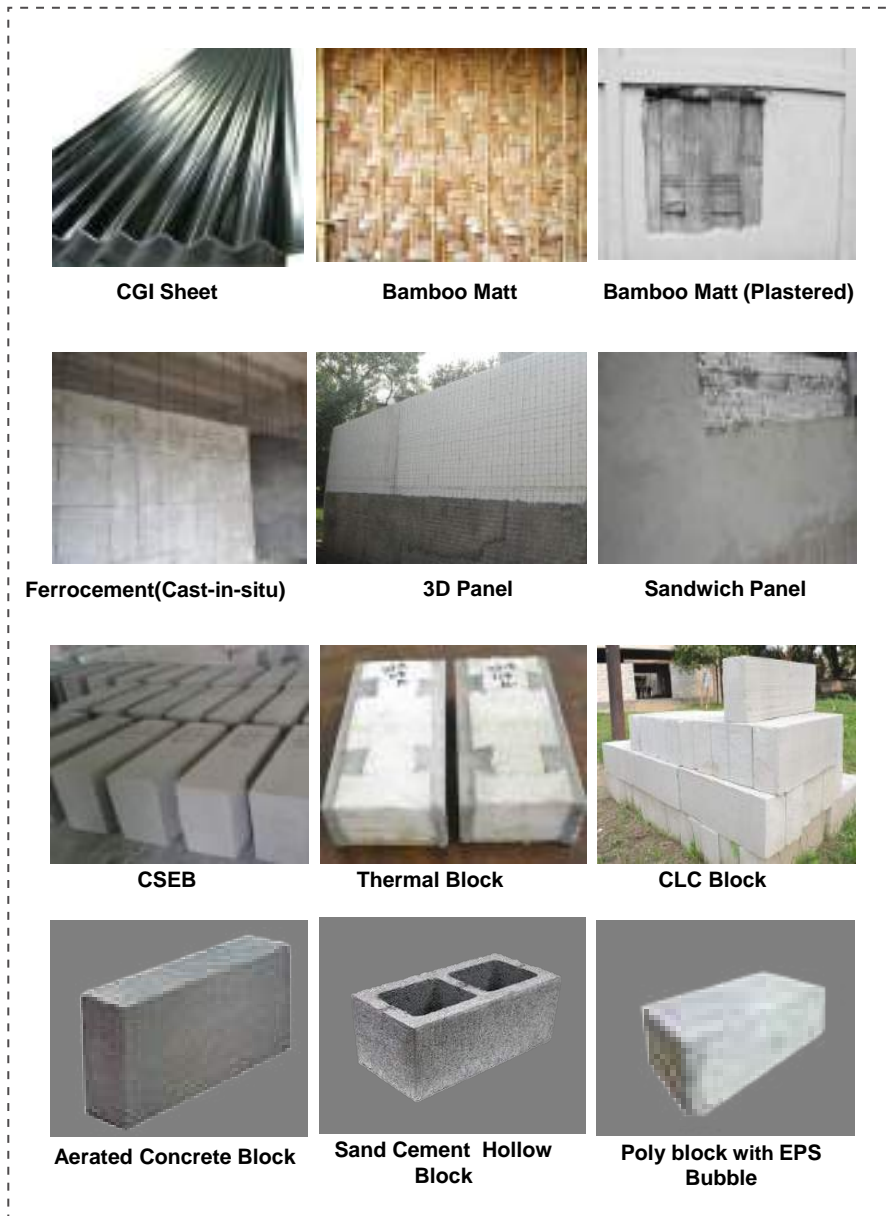 CGI Sheet
Bamboo Matt
Bamboo Matt (Plastered)
Ferrocement(Cast-in-situ)
3D Panel
Sandwich Panel
CSEB
Thermal Block
CLC Block
Aerated Concrete Block
Sand Cement Hollow
Block
Poly block with EPS
Bubble